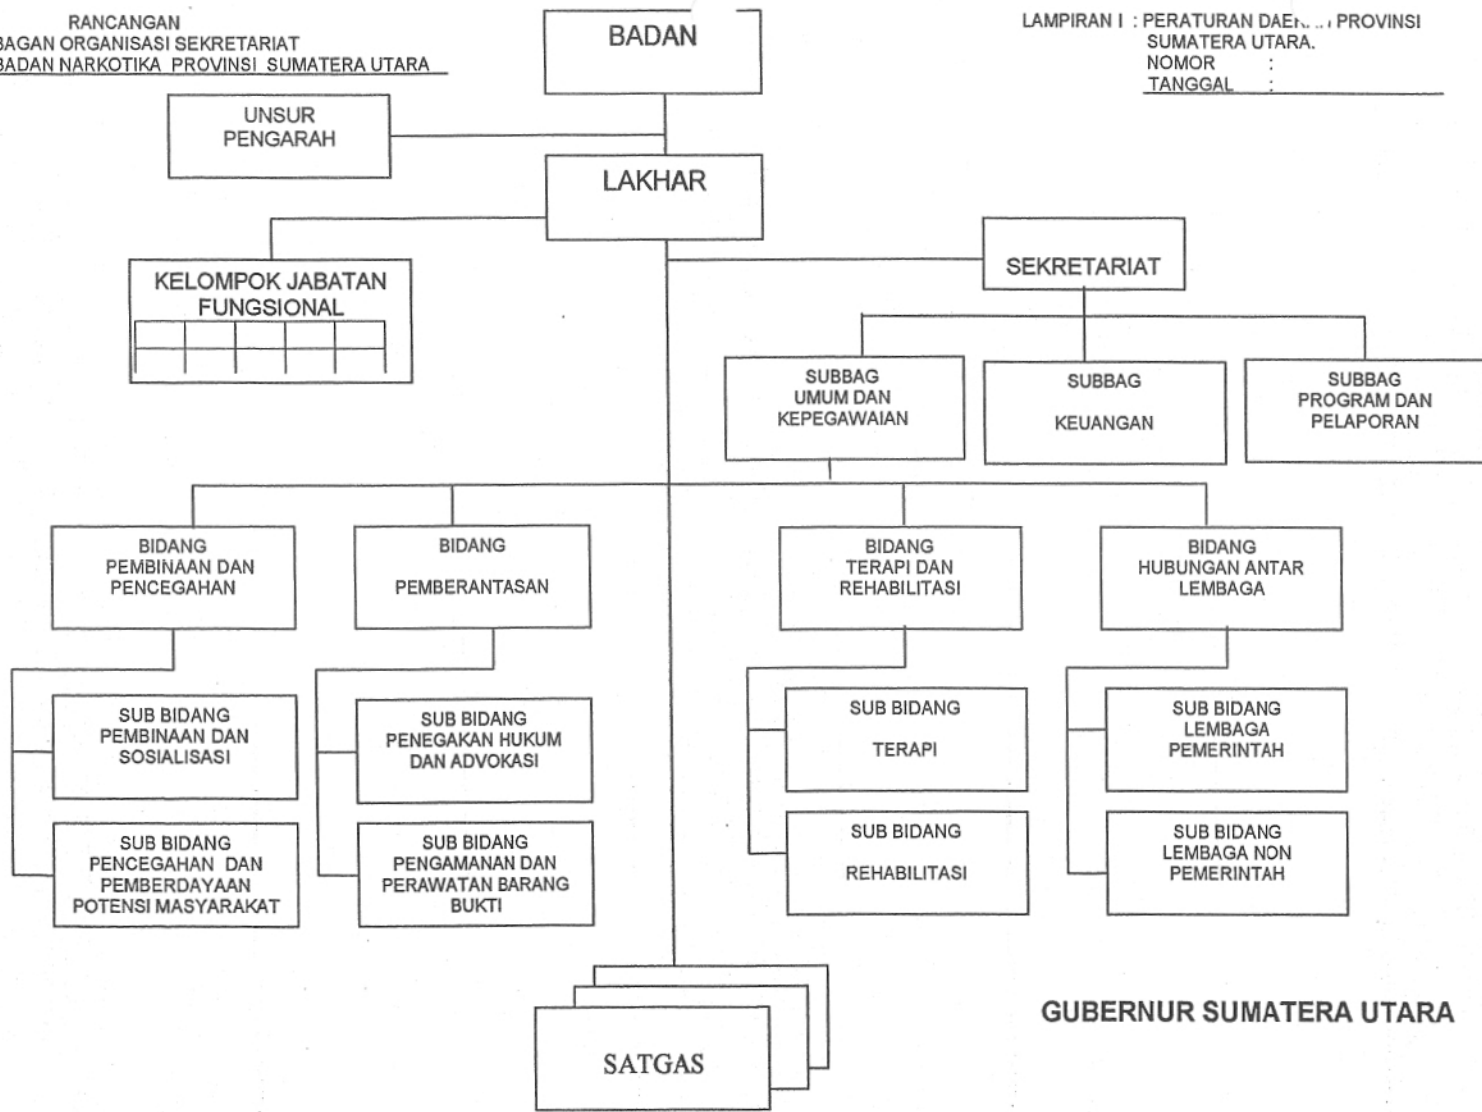 RANCANGAN
BAGAN ORGANISASI SEKRETARIAT
BADAN NARKOTIKA PROVINSI SUMATERA UTARA
LAMPIRAN I : PERATURAN PROVINSI
SUMATERA UTARA.
NOMOR :
TANGGAL :
BADAN
UNSUR
PENGARAH
LAKHAR
KELOMPOK JABATAN
FUNGSIONAL
SEKRETARIAT
SUBBAG
UMUM DAN
KEPEGAWAIAN
SUBBAG
KEUANGAN
SUBBAG
PROGRAM DAN
PELAPORAN
BIDANG
PEMBINAAN DAN
PENCEGAHAN
BIDANG
PEMBERANTASAN
BIDANG
TERAPI DAN
REHABILITASI
BIDANG
HUBUNGAN ANTAR
LEMBAGA
SUB BIDANG
PEMBINAAN DAN
SOSIALISASI
SUB BIDANG
PENEGAKAN HUKUM
DAN ADVOKASI
SUB BIDANG
TERAPI
SUB BIDANG
LEMBAGA
PEMERINTAH
SUB BIDANG
PENCEGAHAN DAN
PEMBERDAYAAN
POTENSI MASYARAKAT
SUB BIDANG
PENGAMANAN DAN
PERAWATAN BARANG
BUKTI
SUB BIDANG
REHABILITASI
SUB BIDANG
LEMBAGA NON
PEMERINTAH
SATGAS
GUBERNUR SUMATERA UTARA